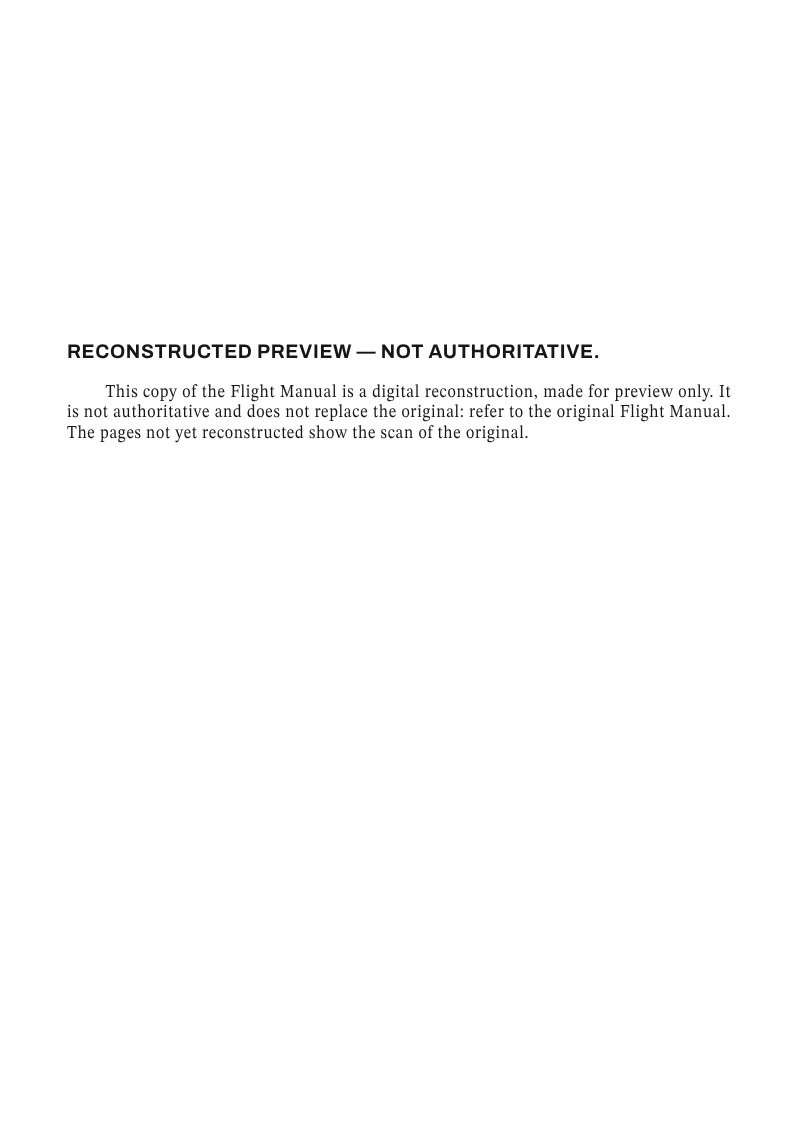 RECONSTRUCTED PREVIEW — NOT AUTHORITATIVE.
This copy of the Flight Manual is a digital reconstruction, made for preview only. It
is not authoritative and does not replace the original: refer to the original Flight Manual.
The pages not yet reconstructed show the scan of the original.